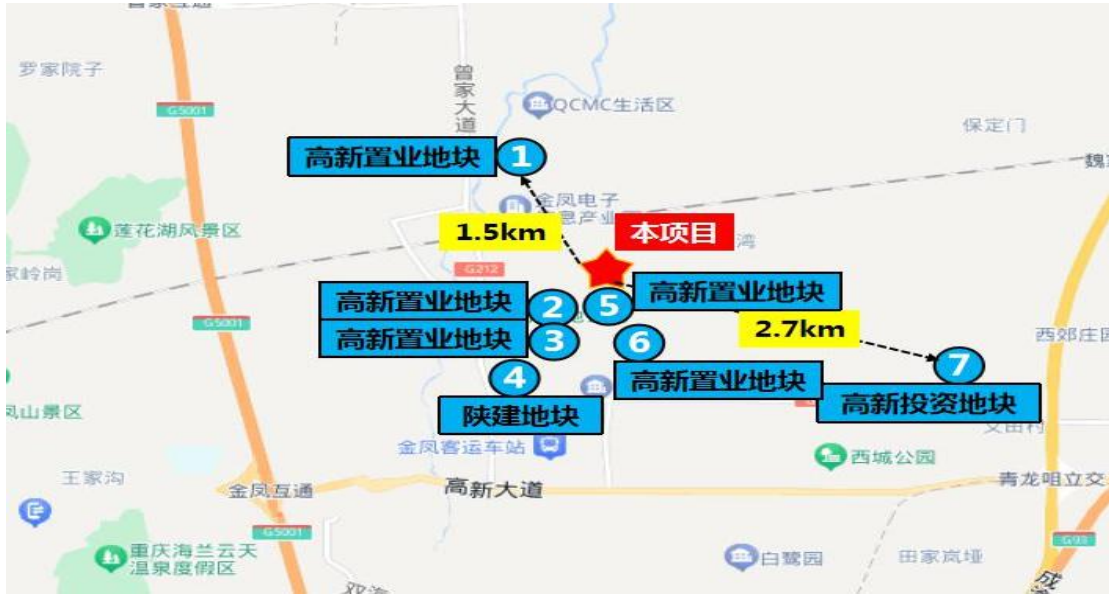 罗家院子
G5001
曾家大道
QCMC生活区
保定门
高新置业地块
1
金凤电子
莲花湖风景区
1.5km
本项目
湾
家岭岗
G212
高新置业地块
2
5
高新置业地块
G5001
高新置业地块
3
6
2.7km
西郊庄园
4
高新置业地块
7
陕建地块
高新投资地块
凤山景区
金凤客运车站
西城公园
王家沟
金凤互通
高新大道
青龙咀立交
G5001
重庆海兰云天
温泉度假区
白鹭园
田家岚垭
G93